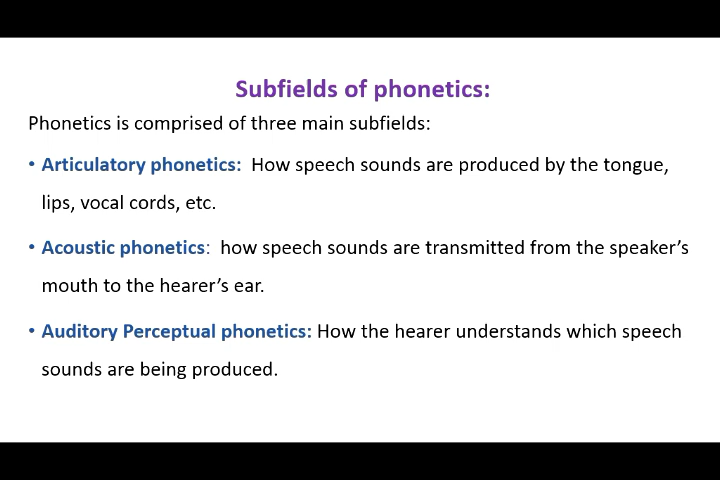 Subfields of phonetics:
Phonetics is comprised of three main subfields:
• Articulatory phonetics: How speech sounds are produced by the tongue,
lips, vocal cords, etc.
• Acoustic phonetics: how speech sounds are transmitted from the speaker’s
mouth to the hearer’s ear.
• Auditory Perceptual phonetics: How the hearer understands which speech
sounds are being produced.